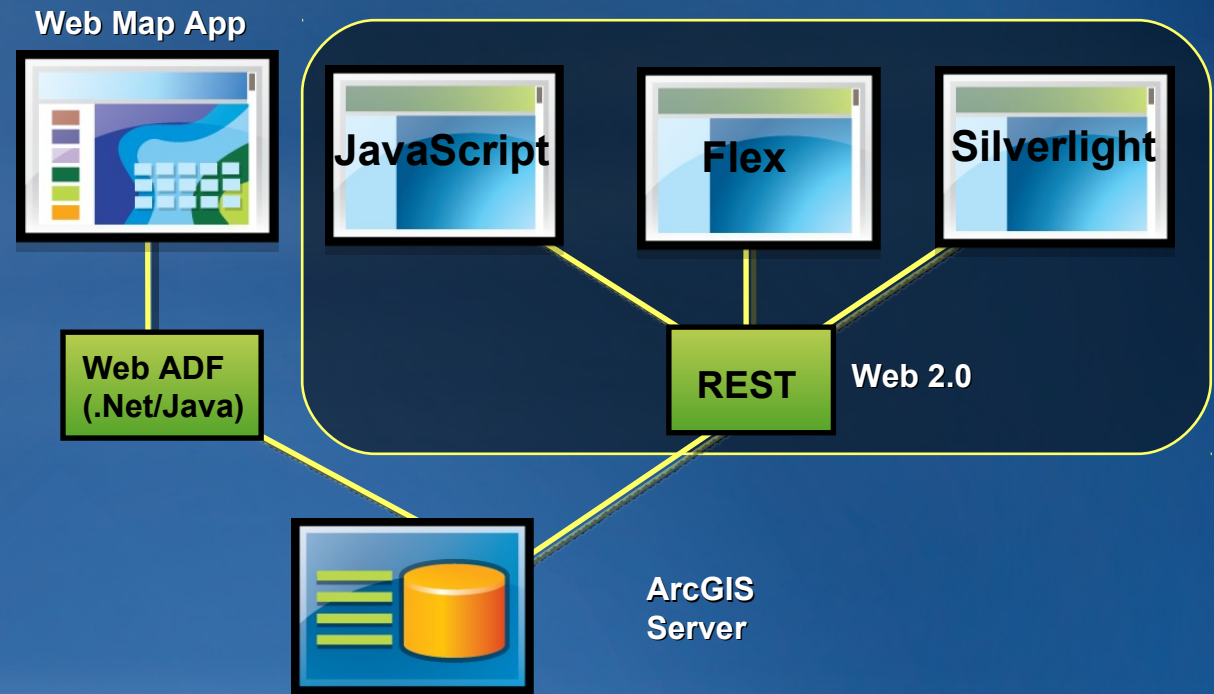 Web Map App
JavaScript
Flex
Silverlight
Web ADF
(.Net/Java)
REST
Web 2.0
ArcGIS
Server